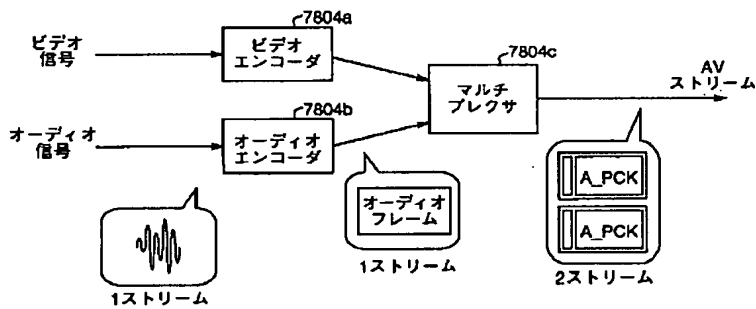 7804a
ビデオ
信号
ビデオ
エンコーダ
7804c
マルチ
プレクサ
AV
ストリーム
7804b
オーディオ
信号
オーディオ
エンコーダ
オーディオ
フレーム
A_PCK
A_PCK
1ストリーム
1ストリーム
2ストリーム